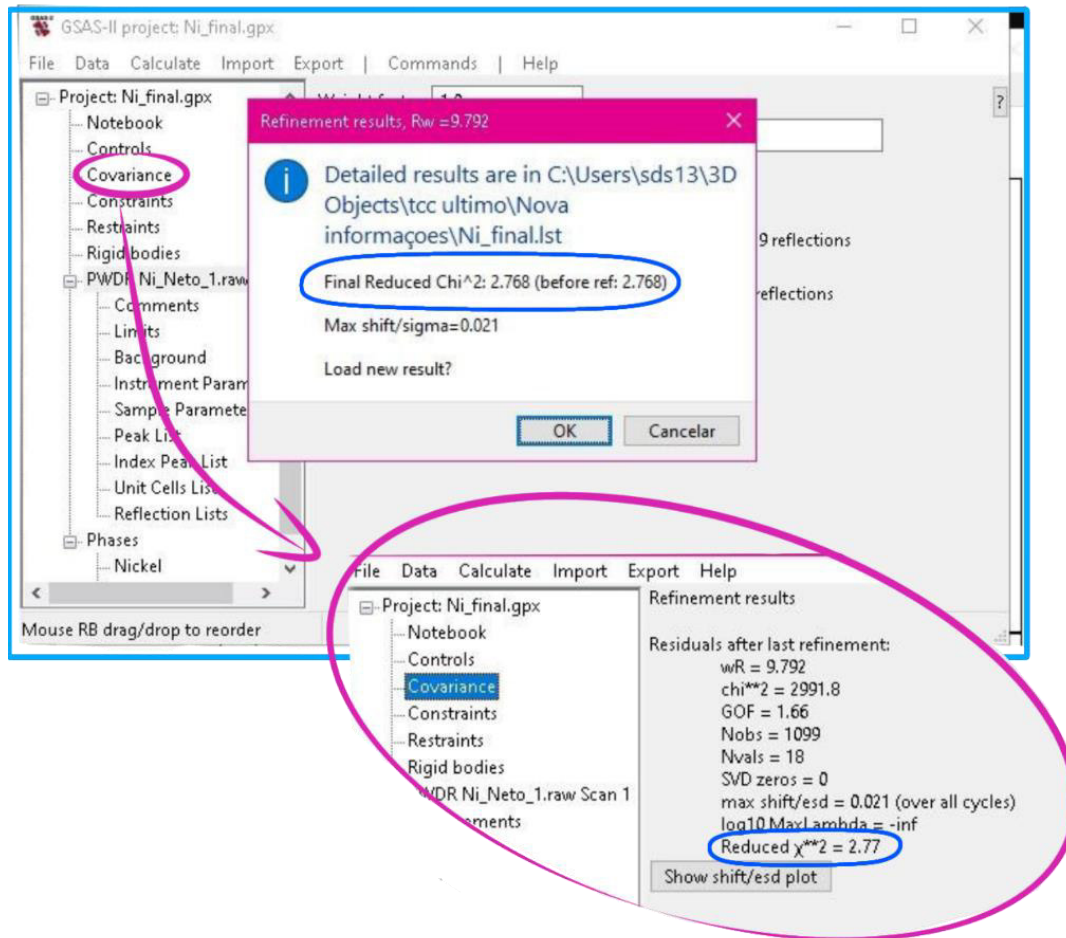 GSAS-II project: Ni_final.gpx
File Data Calculate Import Export | Commands | Help
Project: Ni_final.gpx
Notebook
Controls
Covariance
Constraints
Restraints
Rigid bodies
PWDR Ni_Neto_1.raw
Comments
Limits
Background
Instrument Param
Sample Paramete
Peak List
Index Peak List
Unit Cells List
Reflection Lists
Phases
Nickel
Mouse RB drag/drop to reorder
?
9 reflections
reflections
Refinement results, Rw =9.792
Detailed results are in C:\Users\sds13\3D
Objects\tcc ultimo\Nova
informaçoes\Ni_final.lst
Final Reduced Chi^2: 2.768 (before ref: 2.768)
Max shift/sigma=0.021
Load new result?
OK Cancelar
File Data Calculate Import Export Help
Project: Ni_final.gpx
Notebook
Controls
Covariance
Constraints
Restraints
Rigid bodies
PWDR Ni_Neto_1.raw Scan 1
ments
Refinement results
Residuals after last refinement:
wR = 9.792
chi**2 = 2991.8
GOF = 1.66
Nobs = 1099
Nvals = 18
SVD zeros = 0
max shift/esd = 0.021 (over all cycles)
log10 MaxLambda = -inf
Reduced χ**2 = 2.77
Show shift/esd plot